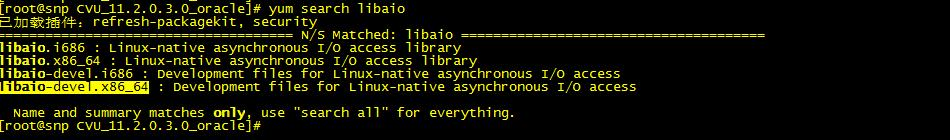 [root@snp CVU_11.2.0.3.0_oracle]# yum search libaio
已加载插件：refresh-packagekit, security
==================================== N/S Matched: libaio =====================================
libaio.i686 : Linux-native asynchronous I/O access library
libaio.x86_64 : Linux-native asynchronous I/O access library
libaio-devel.i686 : Development files for Linux-native asynchronous I/O access
libaio-devel.x86_64 : Development files for Linux-native asynchronous I/O access
Name and summary matches only, use "search all" for everything.
[root@snp CVU_11.2.0.3.0_oracle]#